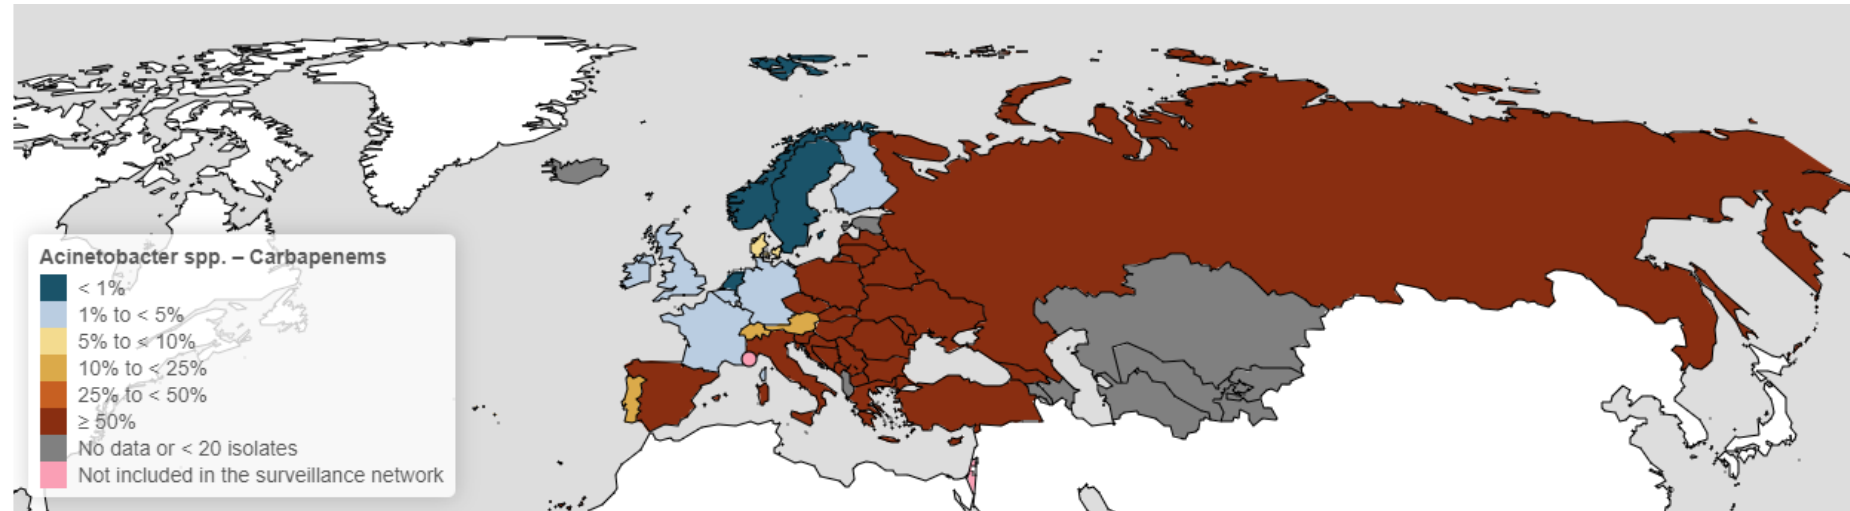 Acinetobacter spp. – Carbapenems
< 1%
1% to < 5%
5% to < 10%
10% to < 25%
25% to < 50%
≥ 50%
No data or < 20 isolates
Not included in the surveillance network